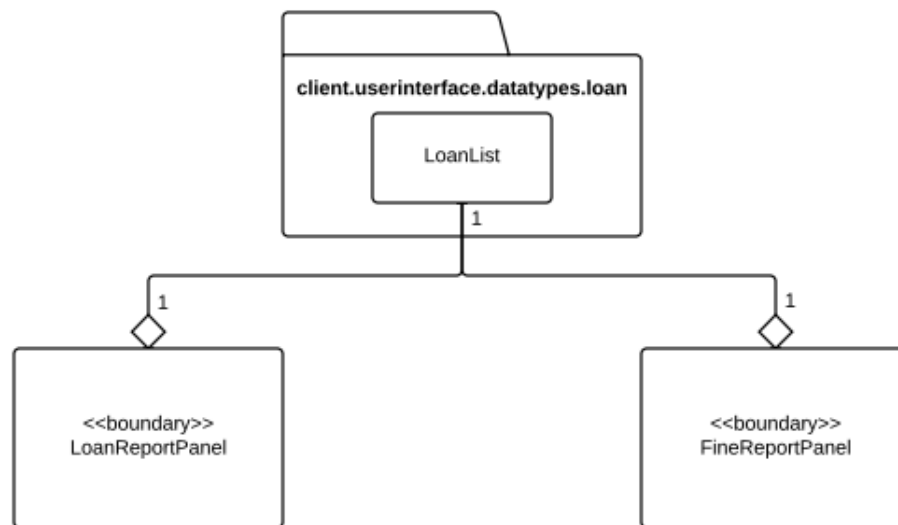 client.userinterface.datatypes.loan
LoanList
1
1
1
<<boundary>>
LoanReportPanel
<<boundary>>
FineReportPanel